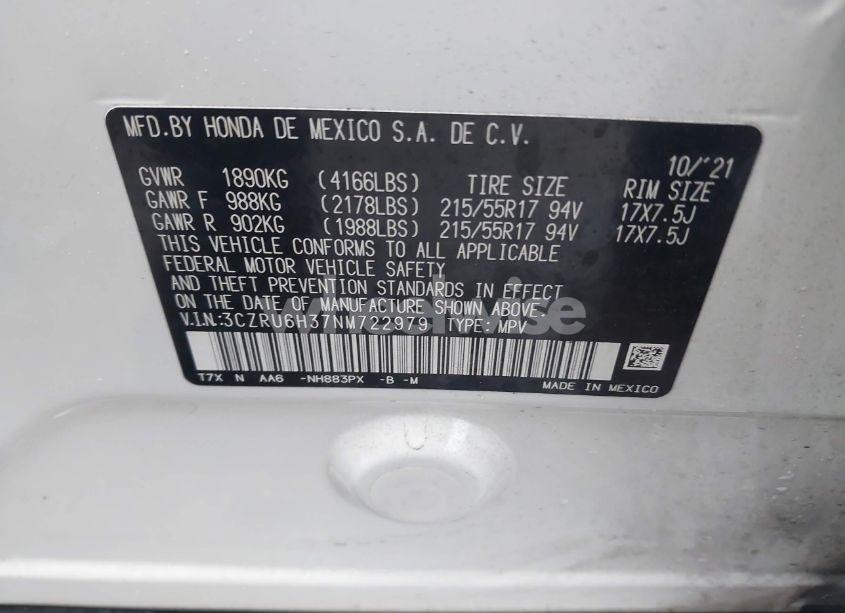 MFD.BY HONDA DE MEXICO S.A. DE C.V.
10/'21
GVWR 1890KG (4166LBS) TIRE SIZE RIM SIZE
GAWR F 988KG (2178LBS) 215/55R17 94V 17X7.5J
GAWR R 902KG (1988LBS) 215/55R17 94V 17X7.5J
THIS VEHICLE CONFORMS TO ALL APPLICABLE
FEDERAL MOTOR VEHICLE SAFETY
AND THEFT PREVENTION STANDARDS IN EFFECT
ON THE DATE OF MANUFACTURE SHOWN ABOVE.
V.I.N.:3CZRU6H37NM722979 TYPE: MPV
T7X N AA6 -NH883PX -B -M MADE IN MEXICO